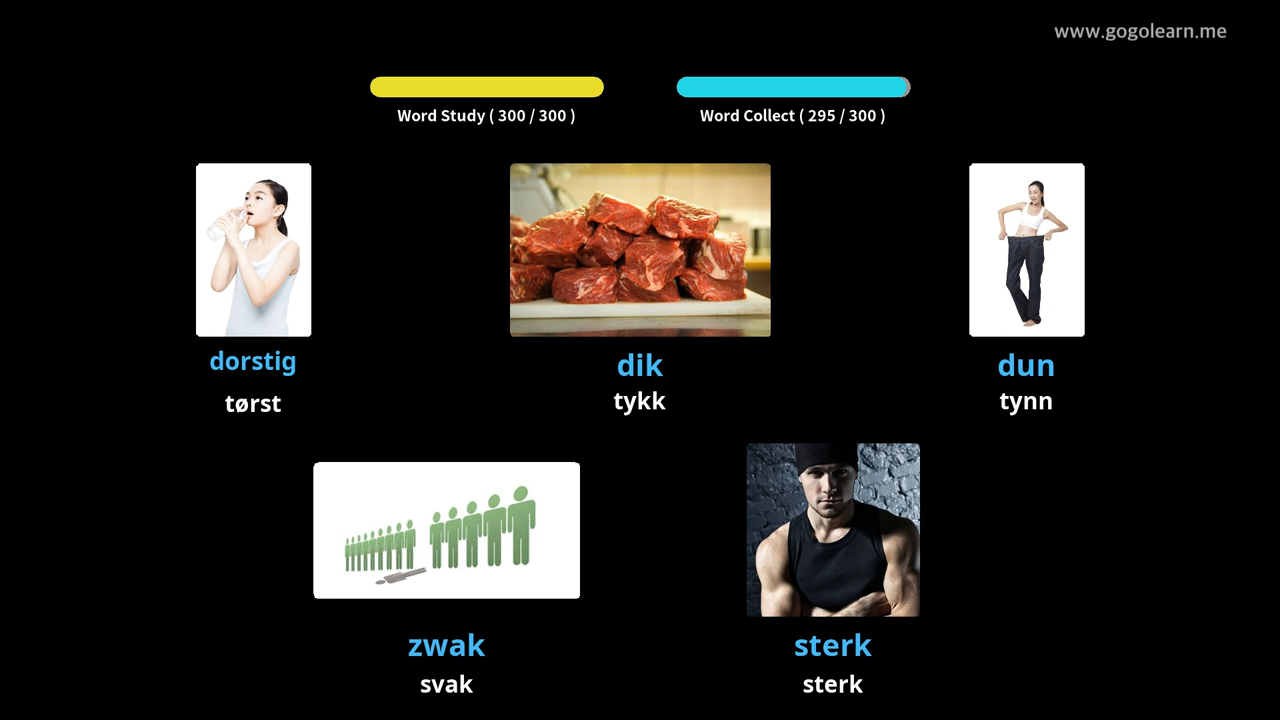 www.gogolearn.me
Word Study ( 300 / 300 )
Word Collect ( 295 / 300 )
dorstig
tørst
dik
tykk
dun
tynn
zwak
svak
sterk
sterk